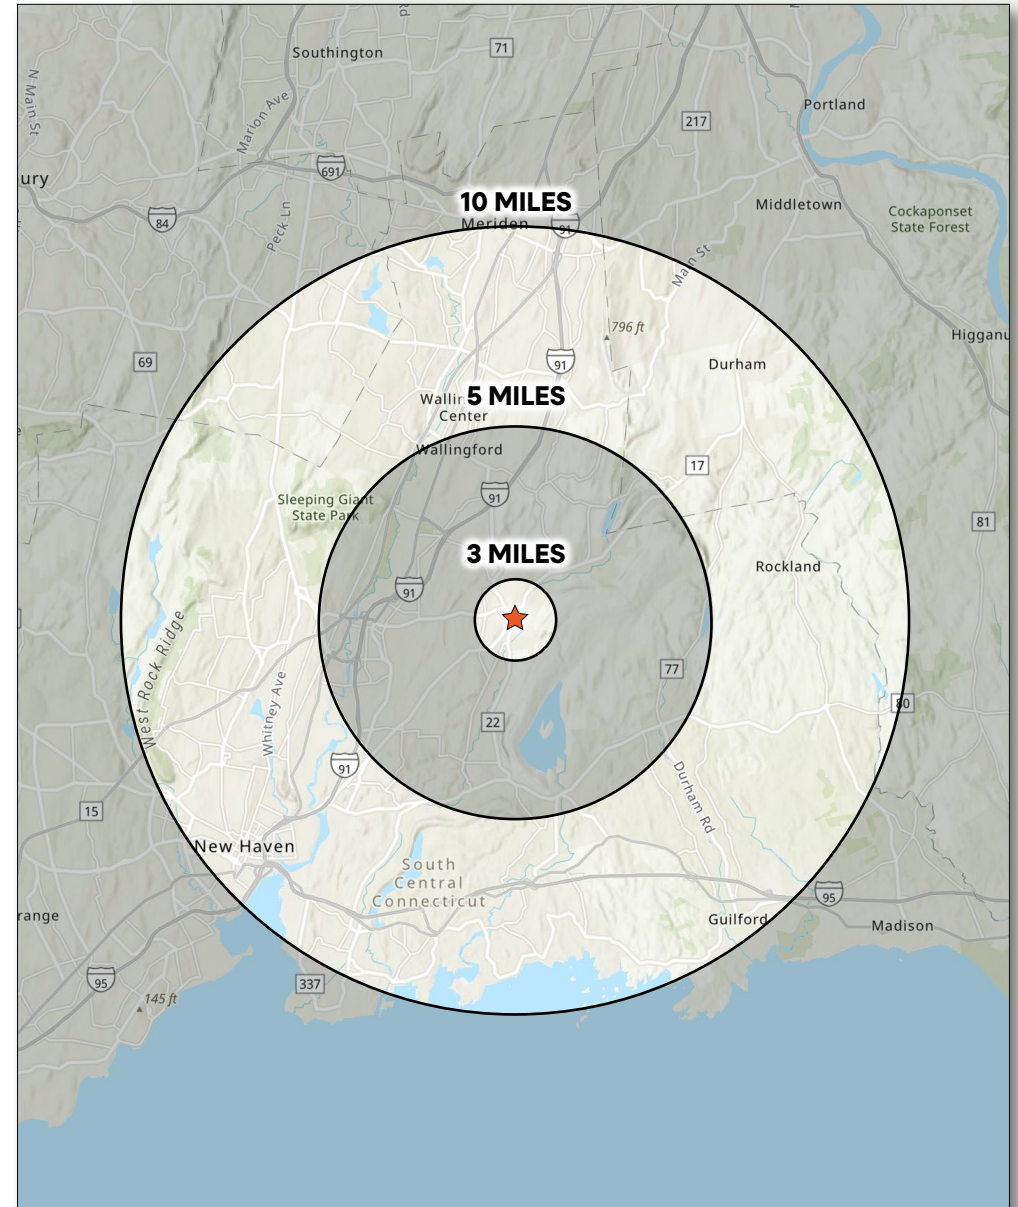 Southington
71
N Main St
Rd
Marion Ave
Portland
217
691
ury
10 MILES
Middletown
Cockaponset
State Forest
84
Peck Ln
Meriden
91
Main St
796 ft
Higganu
69
91
Durham
5 MILES
Wallin
Center
Wallingford
17
91
Sleeping Giant
State Park
81
3 MILES
Rockland
91
West Rock Ridge
77
Whitney Ave
80
22
91
Durham Rd
15
New Haven
South
Central
Connecticut
95
range
Guilford
Madison
95
337
145 ft